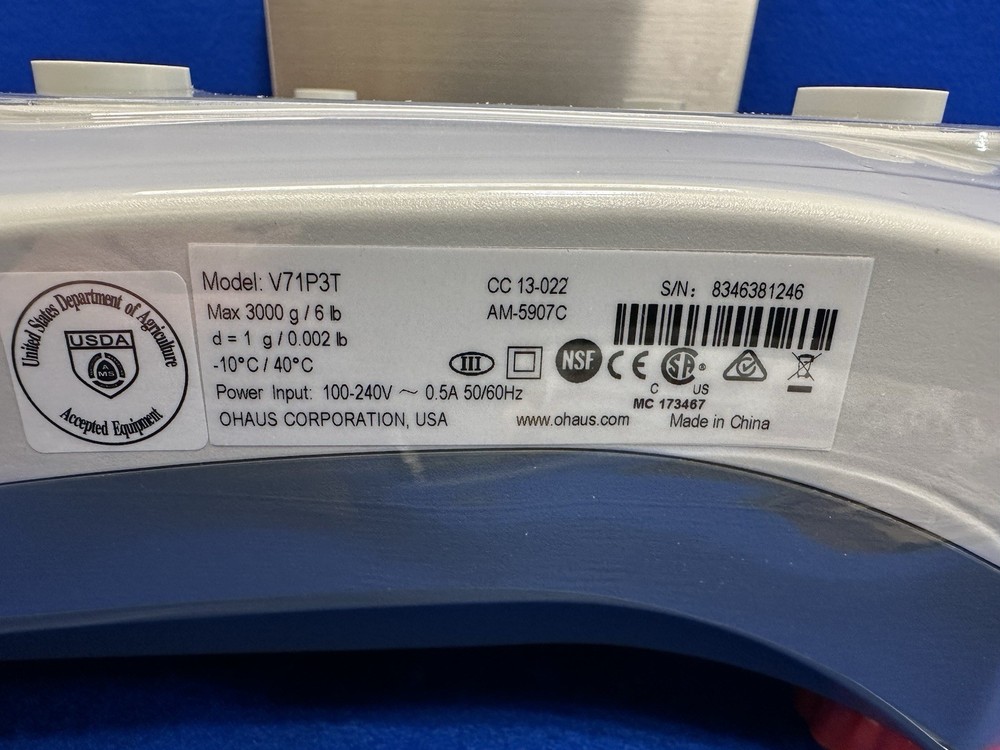 United States Department of Agriculture
USDA
AMS
Accepted Equipment
Model: V71P3T
Max 3000 g / 6 lb
d = 1 g / 0.002 lb
-10°C / 40°C
Power Input: 100-240V ~ 0.5A 50/60Hz
OHAUS CORPORATION, USA
CC 13-022
AM-5907C
S/N: 8346381246
III
NSF
CE
SA
C US
MC 173467
www.ohaus.com
Made in China